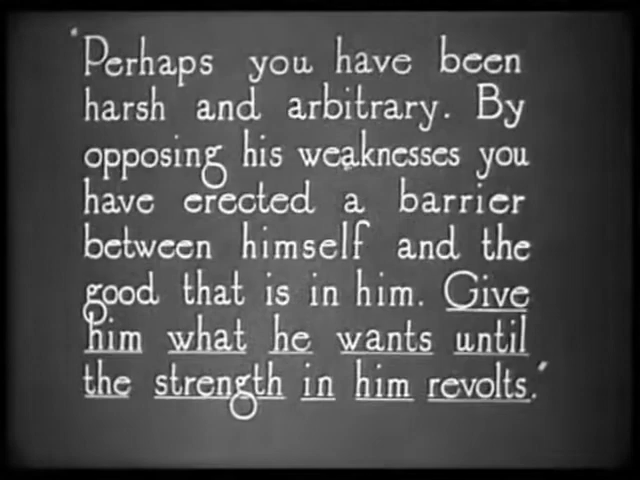 "Perhaps you have been
harsh and arbitrary. By
opposing his weaknesses you
have erected a barrier
between himself and the
good that is in him. Give
him what he wants until
the strength in him revolts."